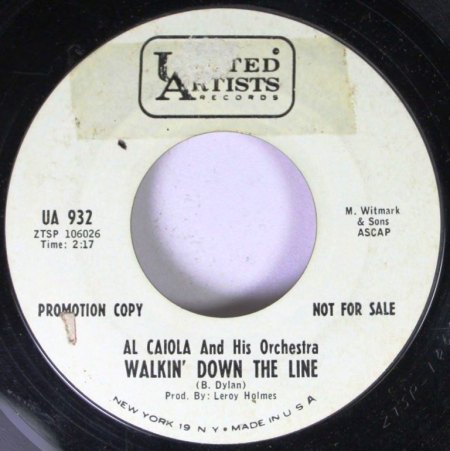 UNITED
ARTISTS
RECORDS
UA 932
ZTSP 106026
Time: 2:17
M. Witmark
& Sons
ASCAP
PROMOTION COPY
NOT FOR SALE
AL CAIOLA And His Orchestra
WALKIN' DOWN THE LINE
(B. Dylan)
Prod. By: Leroy Holmes
NEW YORK 19 N Y • MADE IN U S A
ZTSP